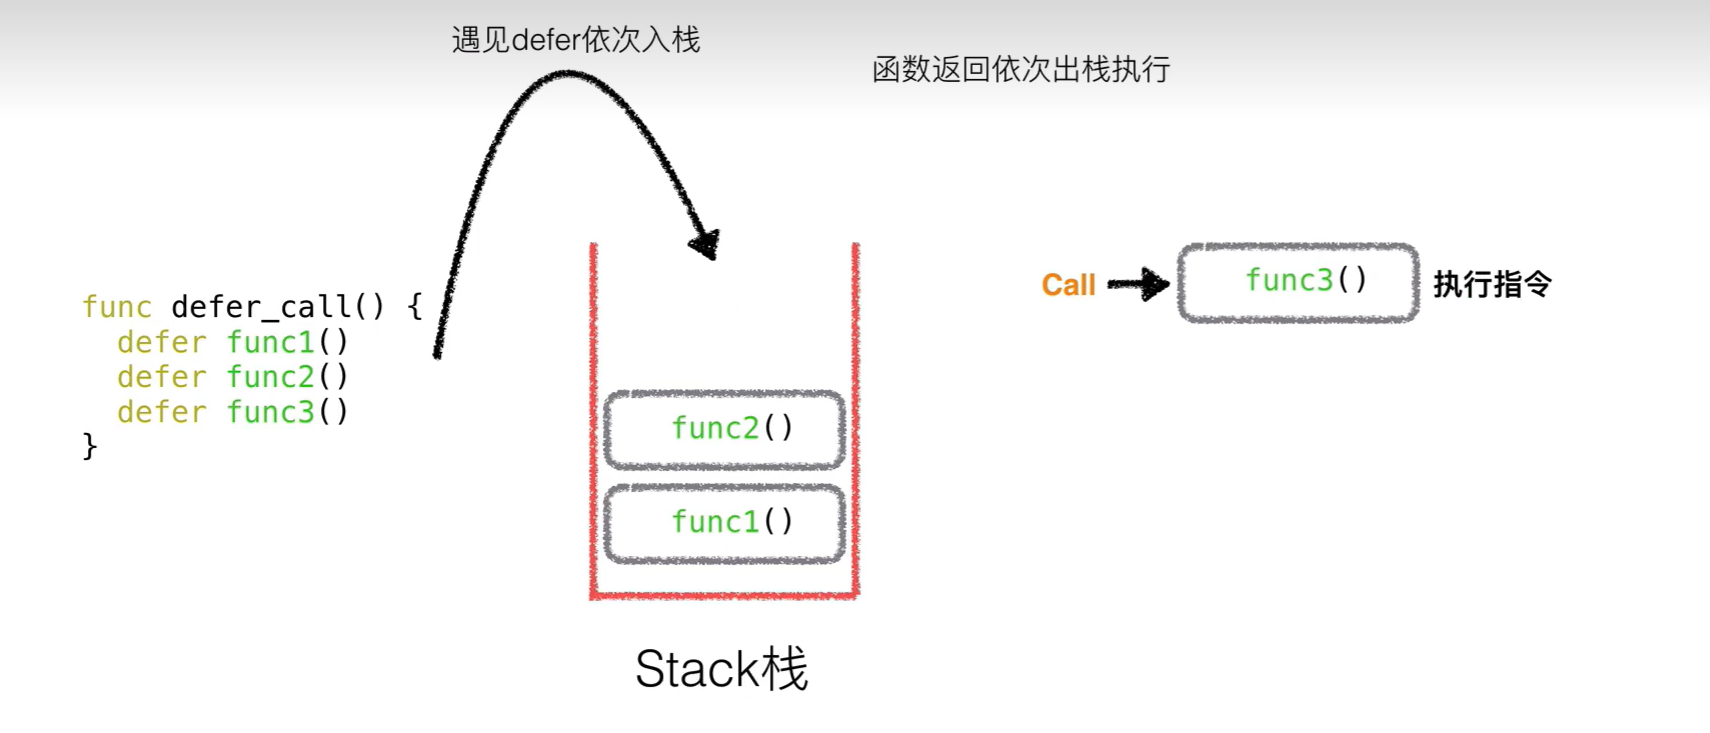 遇见defer依次入栈
函数返回依次出栈执行
func defer_call() {
  defer func1()
  defer func2()
  defer func3()
}
func2()
func1()
Stack栈
Call
func3()
执行指令